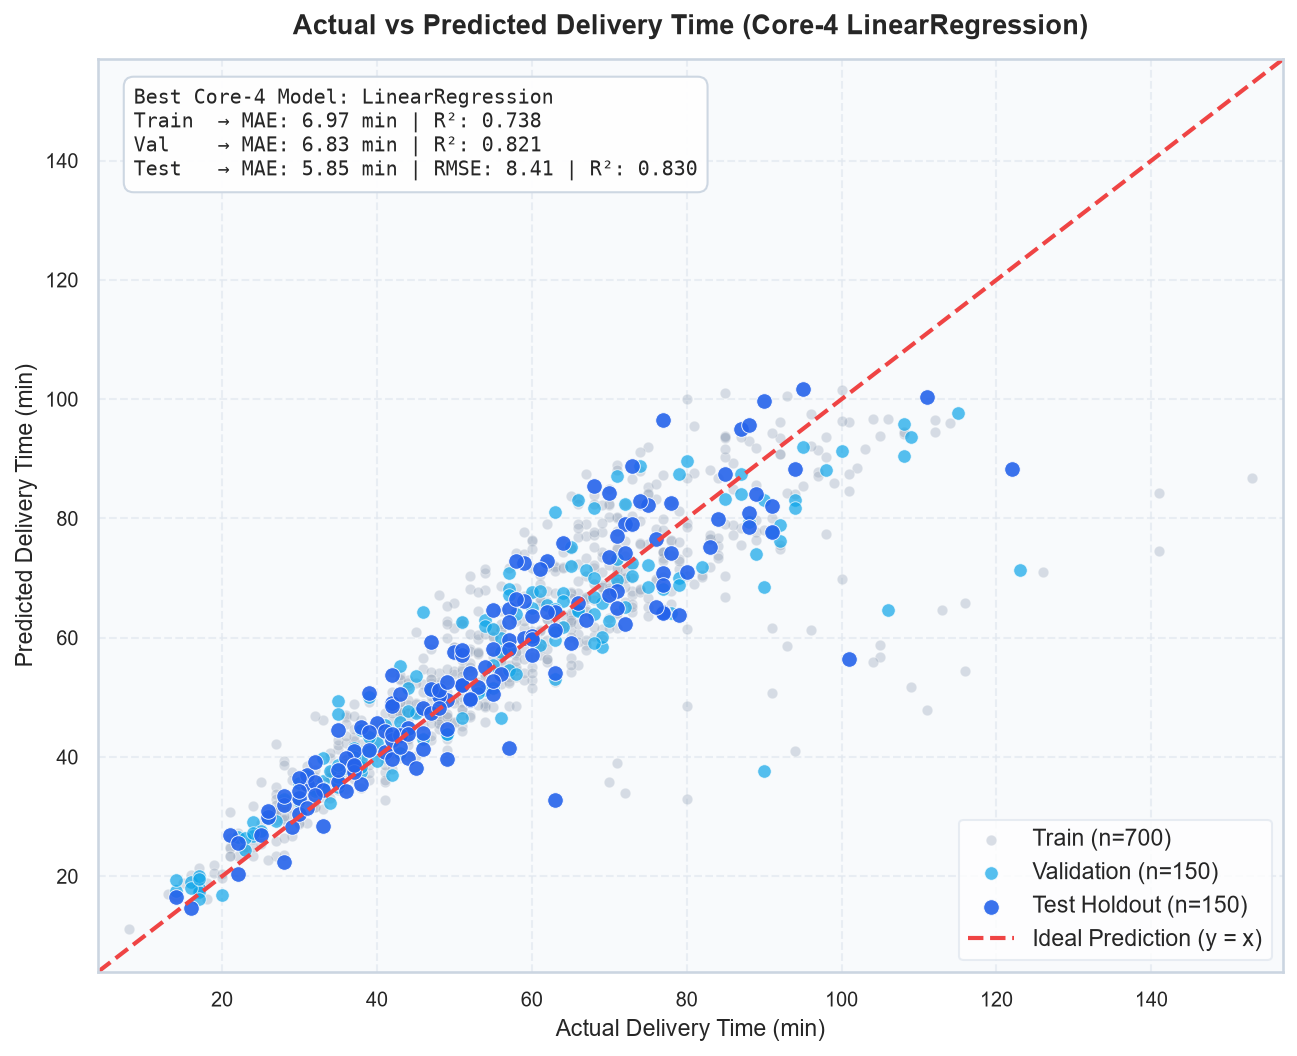 Actual vs Predicted Delivery Time (Core-4 LinearRegression)
Best Core-4 Model: LinearRegression
Train  → MAE: 6.97 min | R²: 0.738
Val    → MAE: 6.83 min | R²: 0.821
Test   → MAE: 5.85 min | RMSE: 8.41 | R²: 0.830
Predicted Delivery Time (min)
140
120
100
80
60
40
20
Train (n=700)
Validation (n=150)
Test Holdout (n=150)
Ideal Prediction (y = x)
20 40 60 80 100 120 140
Actual Delivery Time (min)